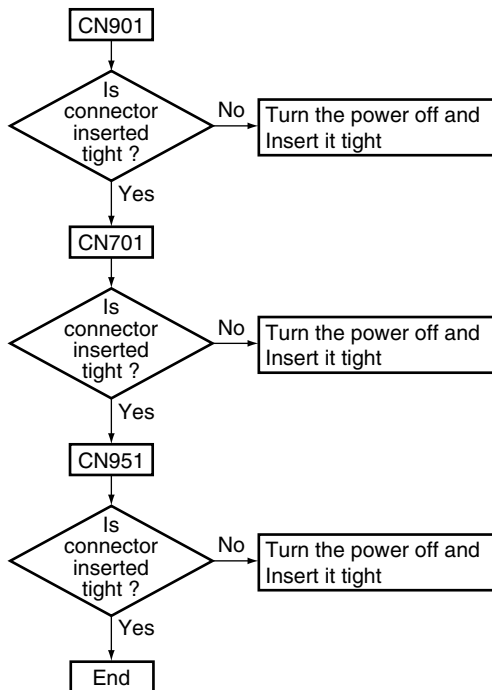 CN901
Is
connector
inserted
tight ?
No
Turn the power off and
Insert it tight
Yes
CN701
Is
connector
inserted
tight ?
No
Turn the power off and
Insert it tight
Yes
CN951
Is
connector
inserted
tight ?
No
Turn the power off and
Insert it tight
Yes
End